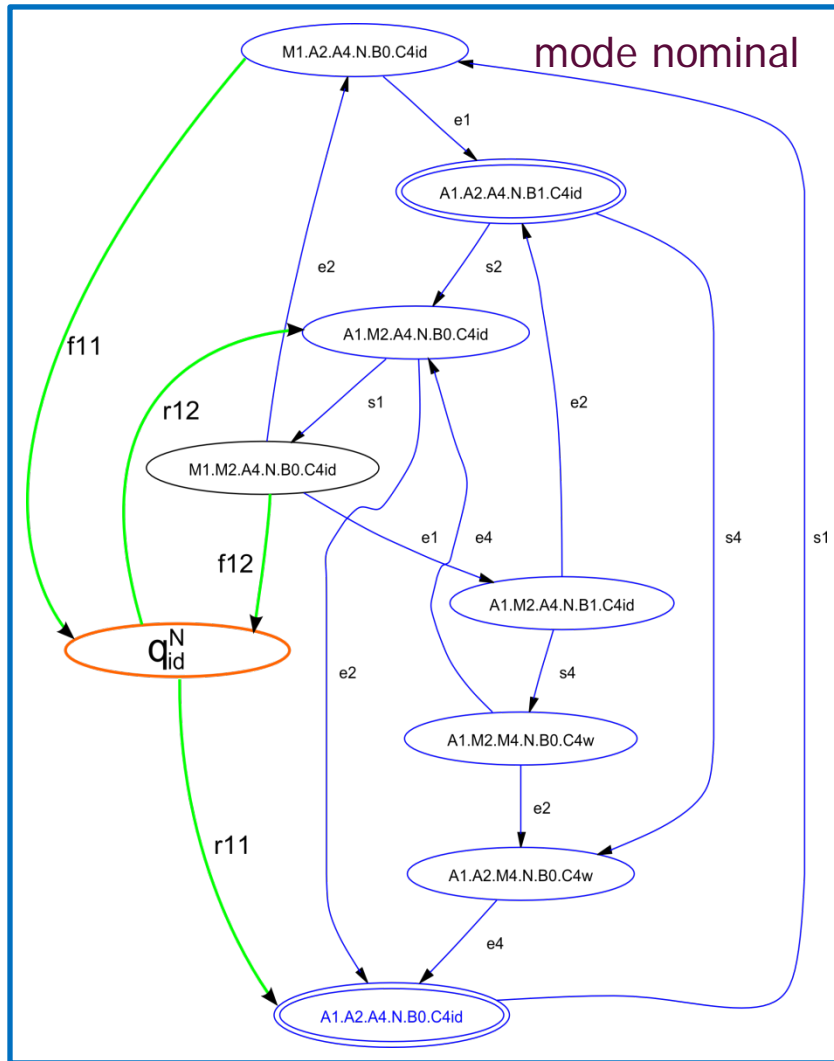 mode nominal
M1.A2.A4.N.B0.C4id
e1
A1.A2.A4.N.B1.C4id
s2
e2
A1.M2.A4.N.B0.C4id
f11
r12
s1
e2
M1.M2.A4.N.B0.C4id
e1
e4
s4
s1
f12
A1.M2.A4.N.B1.C4id
q_id^N
e2
s4
A1.M2.M4.N.B0.C4w
e2
r11
A1.A2.M4.N.B0.C4w
e4
A1.A2.A4.N.B0.C4id